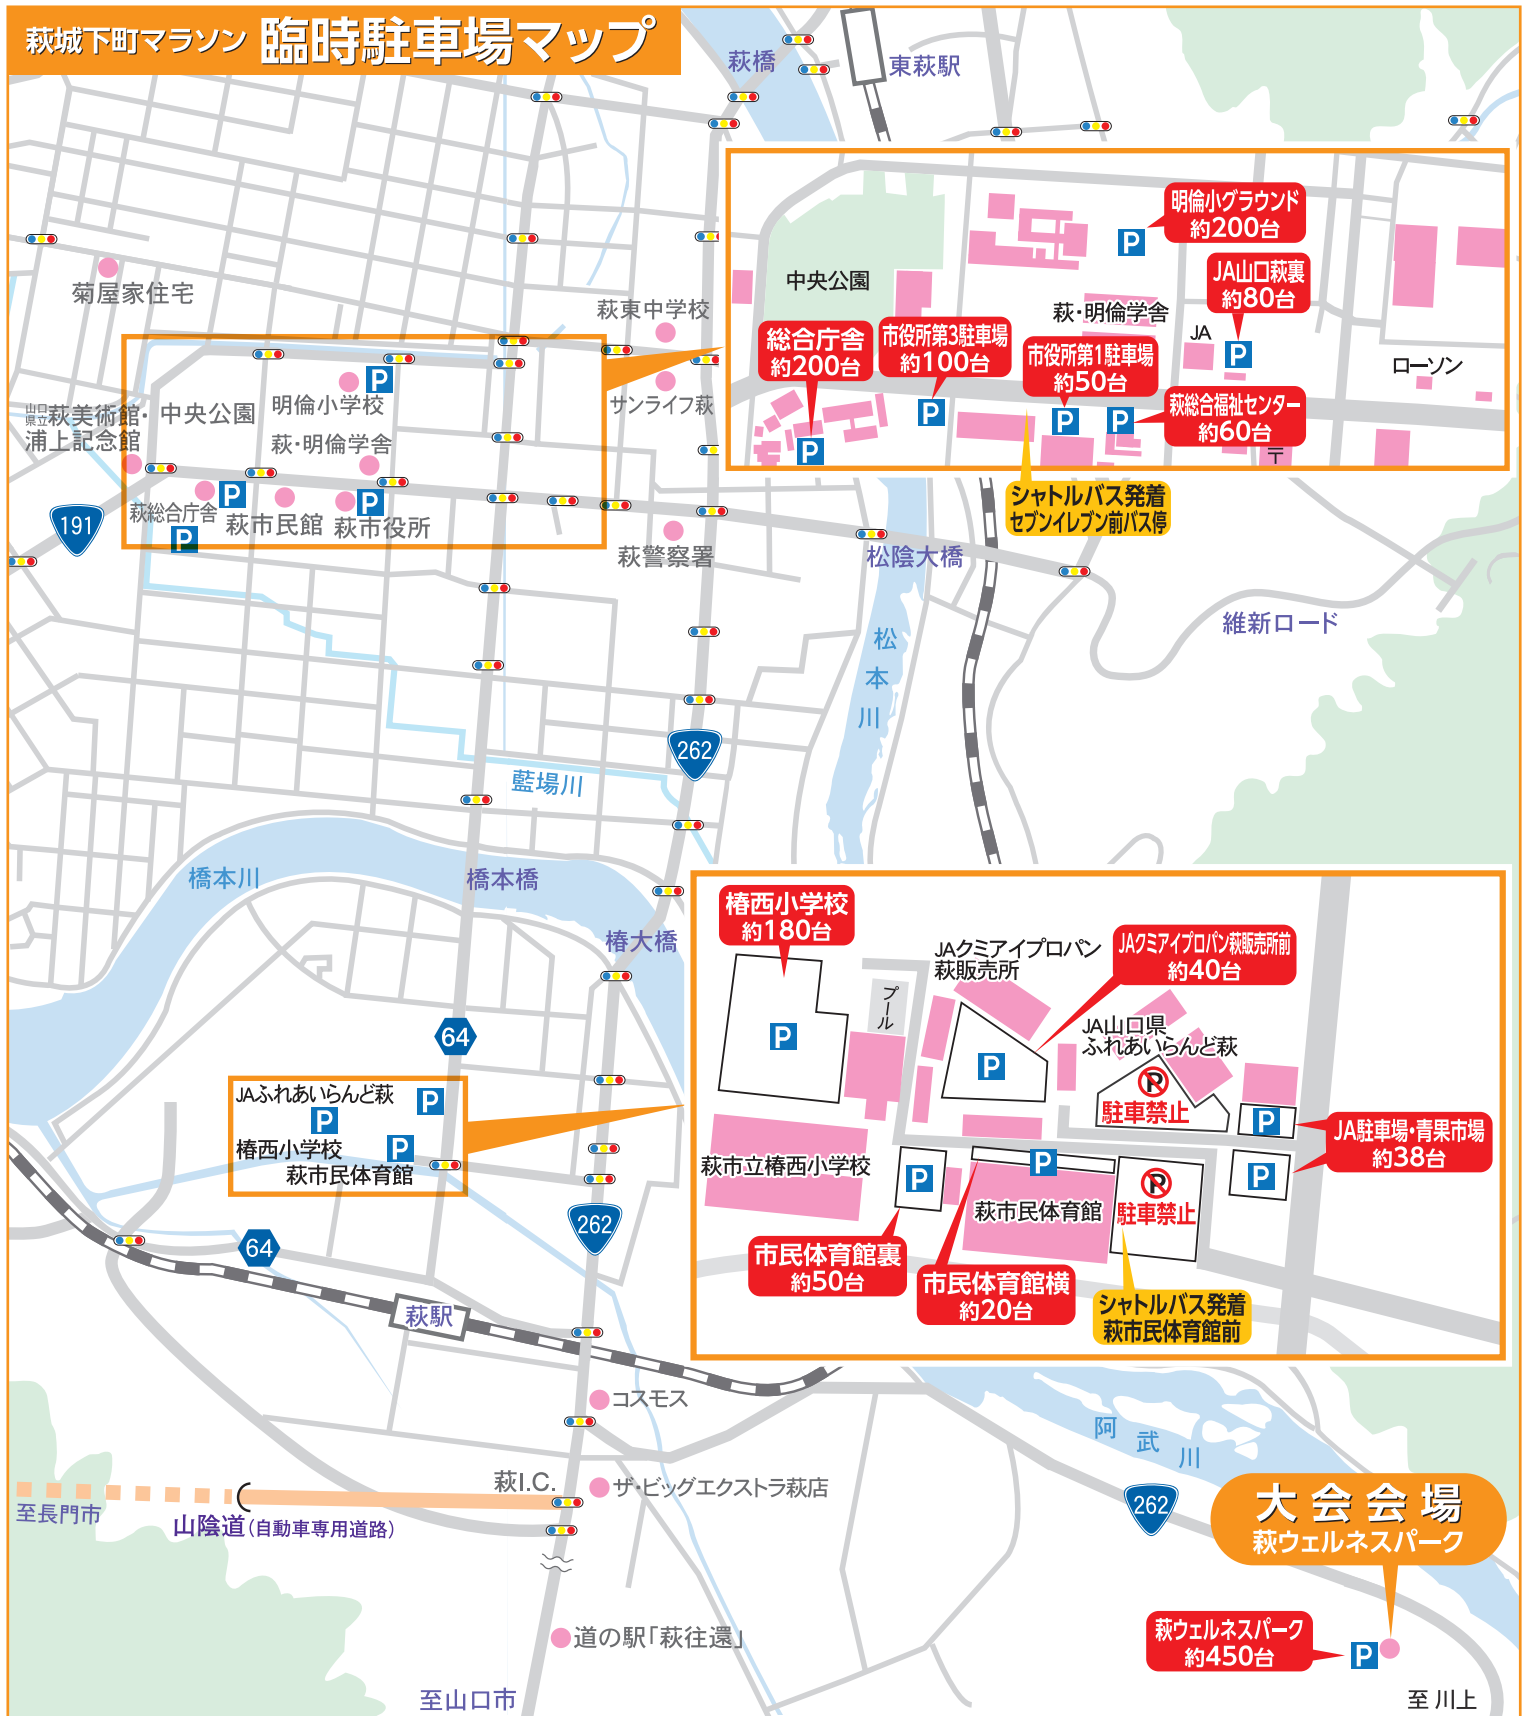 萩城下町マラソン 臨時駐車場マップ
萩橋
東萩駅
菊屋家住宅
萩東中学校
明倫小学校
サンライフ萩
山口県立萩美術館・浦上記念館
中央公園
萩・明倫学舎
萩総合庁舎
萩市民館
萩市役所
P
P
P
P
191
萩警察署
明倫小グラウンド
約200台
P
JA山口萩裏
約80台
P
中央公園
萩・明倫学舎
JA
ローソン
総合庁舎
約200台
P
市役所第3駐車場
約100台
P
市役所第1駐車場
約50台
P
萩総合福祉センター
約60台
P
〒
シャトルバス発着
セブンイレブン前バス停
松陰大橋
松本川
維新ロード
262
藍場川
橋本川
橋本橋
椿大橋
64
JAふれあいらんど萩
P
P
椿西小学校
P
萩市民体育館
64
262
萩駅
椿西小学校
約180台
P
プール
JAクミアイプロパン
萩販売所
JAクミアイプロパン萩販売所前
約40台
P
JA山口県
ふれあいらんど萩
P
駐車禁止
P
JA駐車場・青果市場
約38台
P
萩市立椿西小学校
P
P
萩市民体育館
P
駐車禁止
市民体育館裏
約50台
市民体育館横
約20台
シャトルバス発着
萩市民体育館前
コスモス
萩I.C.
ザ・ビッグエクストラ萩店
至長門市
山陰道(自動車専用道路)
阿武川
262
大会会場
萩ウェルネスパーク
萩ウェルネスパーク
約450台
P
道の駅「萩往還」
至山口市
至 川上